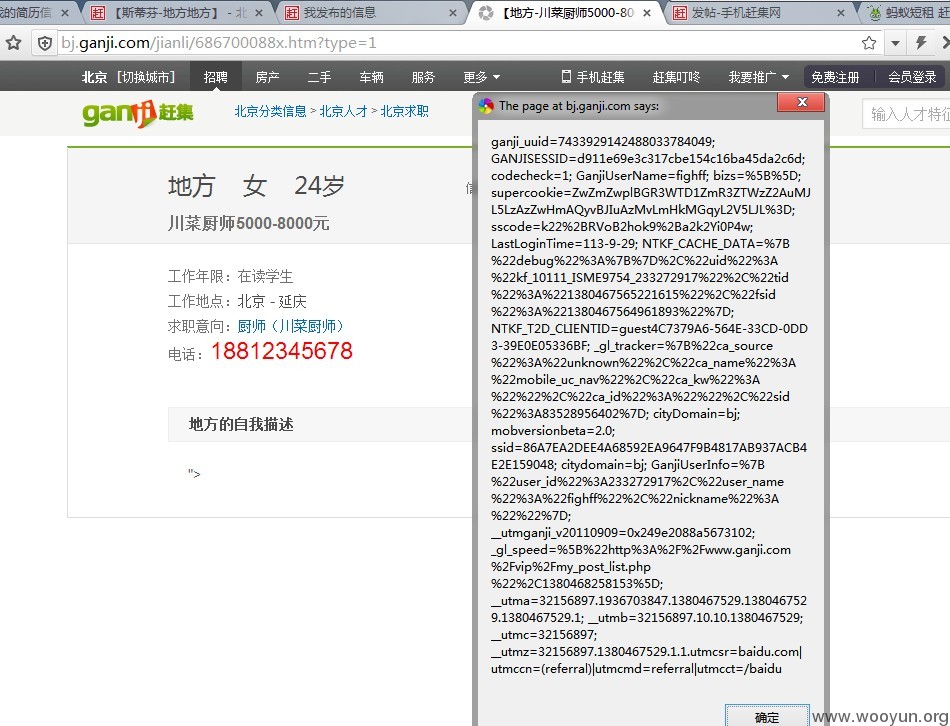 我的简历信
【斯蒂芬-地方地方】 - 北
我发布的信息
【地方-川菜厨师5000-80
发帖-手机赶集网
蚂蚁短租 赶
bj.ganji.com/jianli/686700088x.htm?type=1
北京 [切换城市] 招聘 房产 二手 车辆 服务 更多 手机赶集 赶集叮咚 我要推广 免费注册 会员登录
ganji 赶集
北京分类信息 > 北京人才 > 北京求职
输入人才特征
地方 女 24岁
信
川菜厨师5000-8000元
工作年限：在读学生
工作地点：北京 - 延庆
求职意向：厨师（川菜厨师）
电话：18812345678
地方的自我描述
">
The page at bj.ganji.com says:
ganji_uuid=7433929142488033784049;
GANJISESSID=d911e69e3c317cbe154c16ba45da2c6d;
codecheck=1; GanjiUserName=fighff; bizs=%5B%5D;
supercookie=ZwZmZwplBGR3WTD1ZmR3ZTWzZ2AuMJ
L5LzAzZwHmAQyvBJIuAzMvLmHkMGqyL2V5LJL%3D;
sscode=k22%2BRVoB2hok9%2Ba2k2Yi0P4w;
LastLoginTime=113-9-29; NTKF_CACHE_DATA=%7B
%22debug%22%3A%7B%7D%2C%22uid%22%3A
%22kf_10111_ISME9754_233272917%22%2C%22tid
%22%3A%221380467565221615%22%2C%22fsid
%22%3A%221380467564961893%22%7D;
NTKF_T2D_CLIENTID=guest4C7379A6-564E-33CD-0DD
3-39E0E05336BF; _gl_tracker=%7B%22ca_source
%22%3A%22unknown%22%2C%22ca_name%22%3A
%22mobile_uc_nav%22%2C%22ca_kw%22%3A
%22%22%2C%22ca_id%22%3A%22%22%2C%22sid
%22%3A83528956402%7D; cityDomain=bj;
mobversionbeta=2.0;
ssid=86A7EA2DEE4A68592EA9647F9B4817AB937ACB4
E2E159048; citydomain=bj; GanjiUserInfo=%7B
%22user_id%22%3A233272917%2C%22user_name
%22%3A%22fighff%22%2C%22nickname%22%3A
%22%22%7D;
__utmganji_v20110909=0x249e2088a5673102;
_gl_speed=%5B%22http%3A%2F%2Fwww.ganji.com
%2Fvip%2Fmy_post_list.php
%22%2C1380468258153%5D;
__utma=32156897.1936703847.1380467529.138046752
9.1380467529.1; __utmb=32156897.10.10.1380467529;
__utmc=32156897;
__utmz=32156897.1380467529.1.1.utmcsr=baidu.com|
utmccn=(referral)|utmcmd=referral|utmcct=/baidu
确定
www.wooyun.org